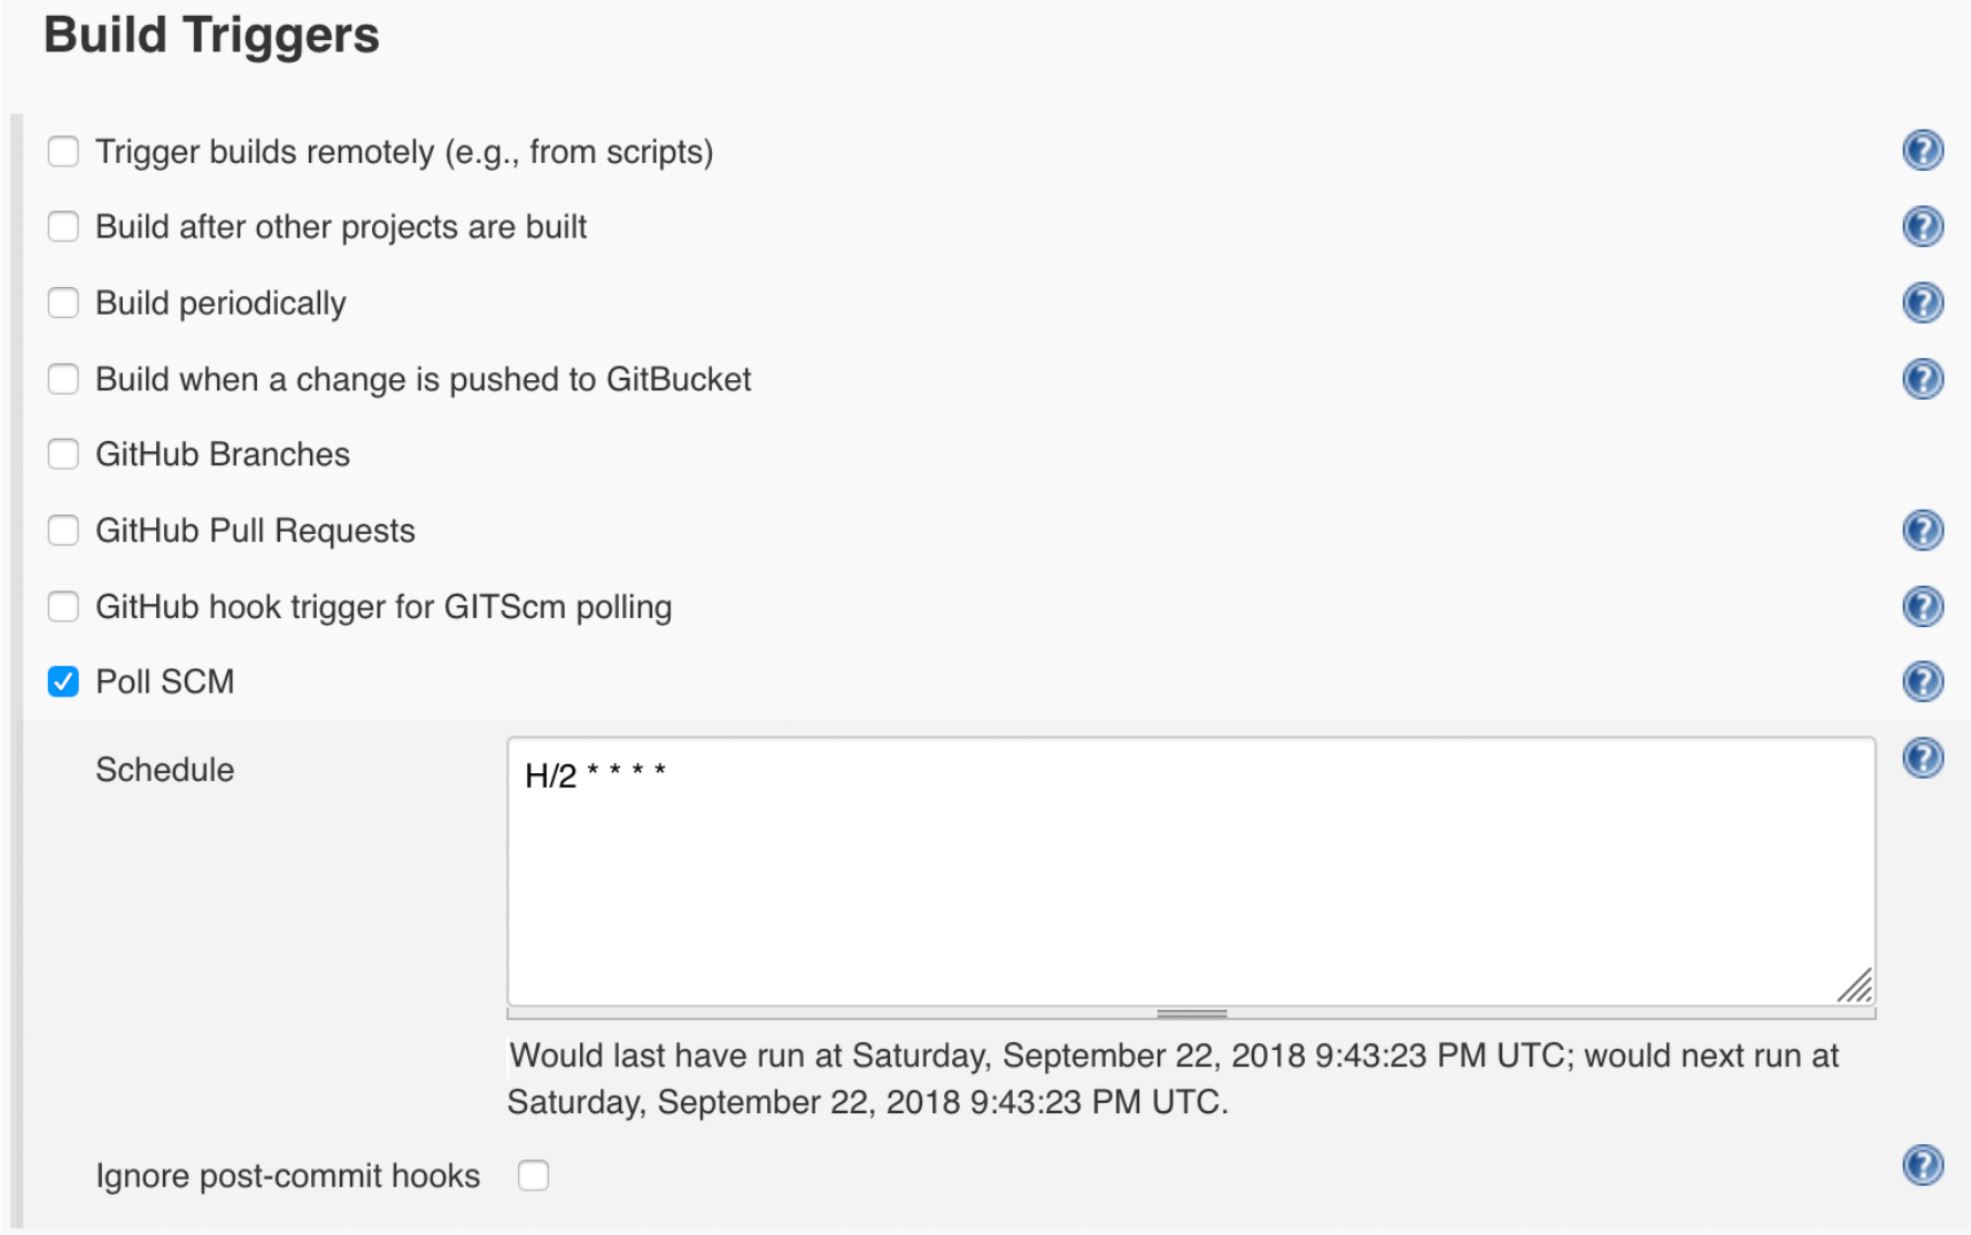 Build Triggers
Trigger builds remotely (e.g., from scripts)
Build after other projects are built
Build periodically
Build when a change is pushed to GitBucket
GitHub Branches
GitHub Pull Requests
GitHub hook trigger for GITScm polling
Poll SCM
Schedule
H/2 * * * *
Would last have run at Saturday, September 22, 2018 9:43:23 PM UTC; would next run at
Saturday, September 22, 2018 9:43:23 PM UTC.
Ignore post-commit hooks